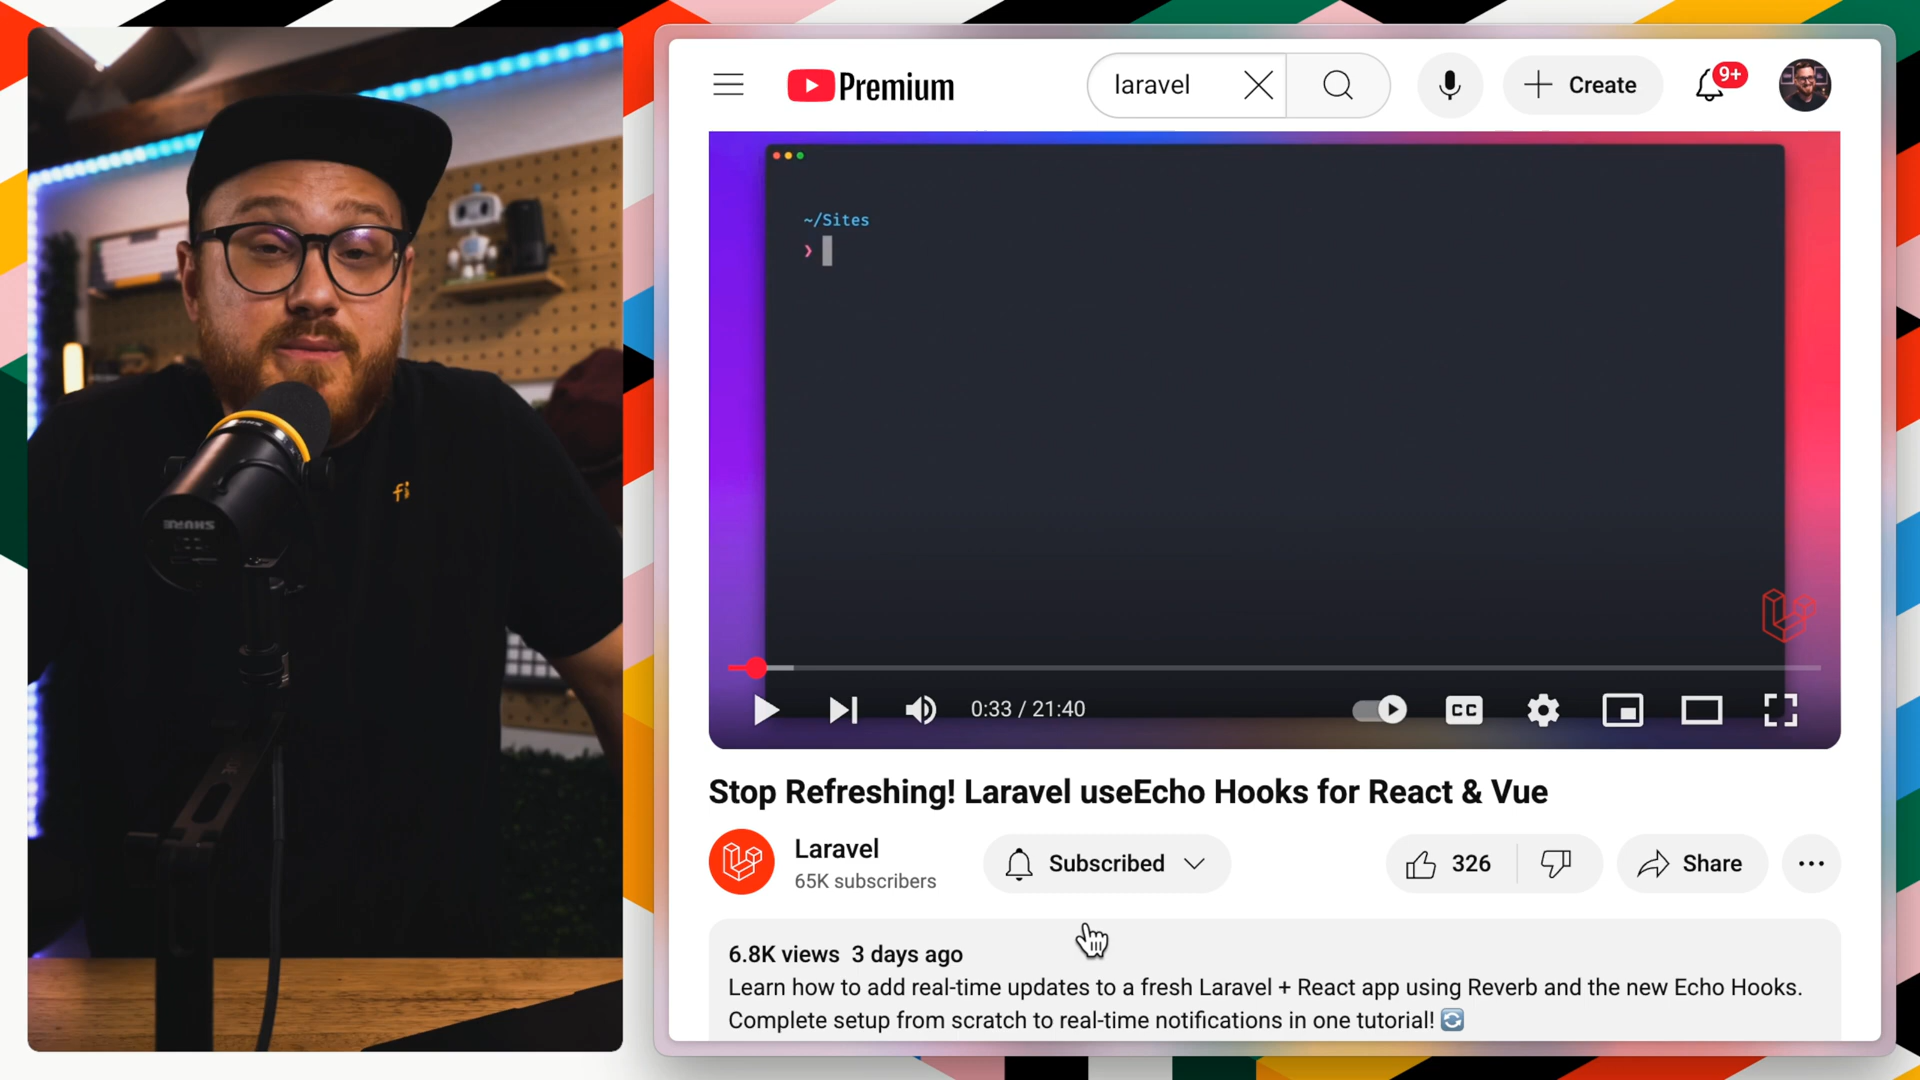 SHURE
fi
Premium
laravel
Create
9+
~/Sites
❯
0:33 / 21:40
CC
Stop Refreshing! Laravel useEcho Hooks for React & Vue
Laravel
65K subscribers
Subscribed
326
Share
6.8K views 3 days ago
Learn how to add real-time updates to a fresh Laravel + React app using Reverb and the new Echo Hooks.
Complete setup from scratch to real-time notifications in one tutorial! 🔄